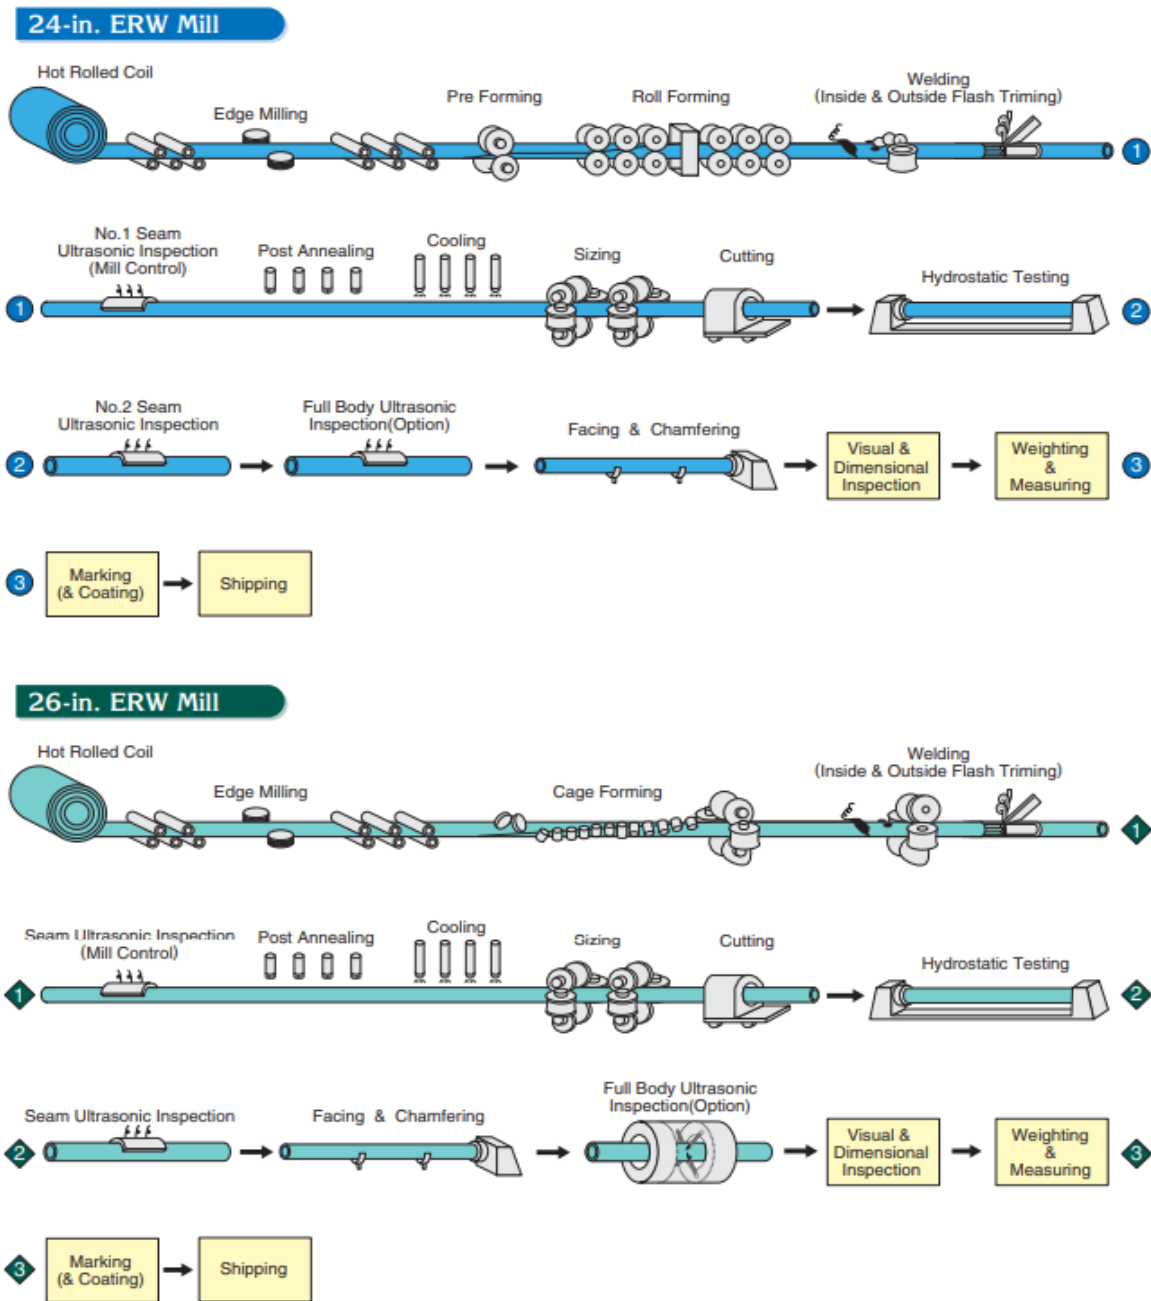 24-in. ERW Mill
Hot Rolled Coil
Edge Milling
Pre Forming
Roll Forming
Welding
(Inside & Outside Flash Triming)
1
No.1 Seam
Ultrasonic Inspection
(Mill Control)
Post Annealing
Cooling
Sizing
Cutting
Hydrostatic Testing
1
2
No.2 Seam
Ultrasonic Inspection
Full Body Ultrasonic
Inspection(Option)
Facing & Chamfering
Visual &
Dimensional
Inspection
Weighting
&
Measuring
2
3
3
Marking
(& Coating)
Shipping
26-in. ERW Mill
Hot Rolled Coil
Edge Milling
Cage Forming
Welding
(Inside & Outside Flash Triming)
1
Seam Ultrasonic Inspection
(Mill Control)
Post Annealing
Cooling
Sizing
Cutting
Hydrostatic Testing
1
2
Seam Ultrasonic Inspection
Facing & Chamfering
Full Body Ultrasonic
Inspection(Option)
Visual &
Dimensional
Inspection
Weighting
&
Measuring
2
3
3
Marking
(& Coating)
Shipping